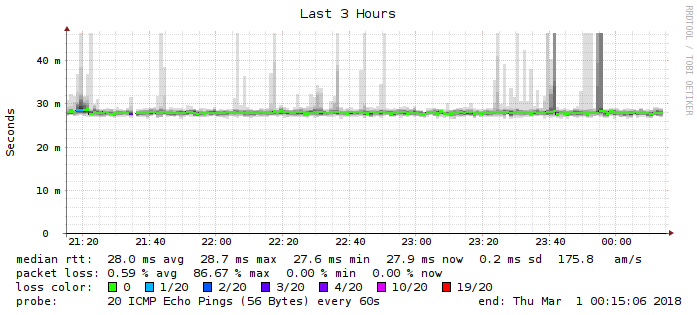 Last 3 Hours
RRDTOOL / TOBI OETIKER
Seconds
40 m
30 m
20 m
10 m
0
21:20 21:40 22:00 22:20 22:40 23:00 23:20 23:40 00:00
median rtt: 28.0 ms avg 28.7 ms max 27.6 ms min 27.9 ms now 0.2 ms sd 175.8 am/s
packet loss: 0.59 % avg 86.67 % max 0.00 % min 0.00 % now
loss color: 0 1/20 2/20 3/20 4/20 10/20 19/20
probe: 20 ICMP Echo Pings (56 Bytes) every 60s end: Thu Mar 1 00:15:06 2018